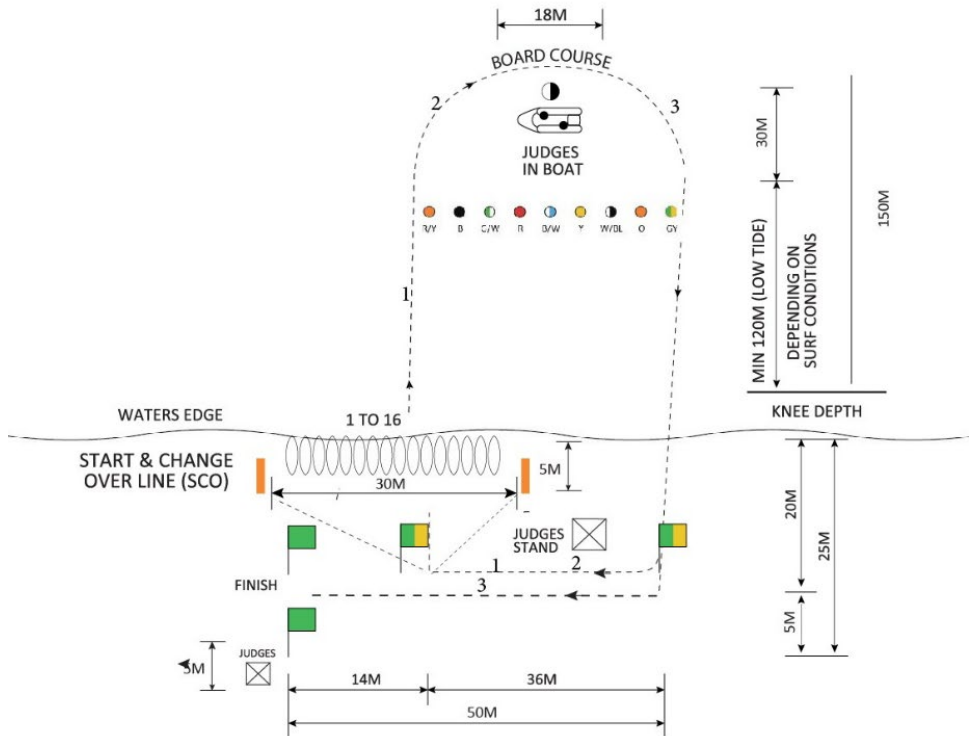 18M
BOARD COURSE
2
3
JUDGES
IN BOAT
30M
150M
R/Y B G/W R B/W Y W/BL O GY
1
MIN 120M (LOW TIDE)
DEPENDING ON
SURF CONDITIONS
WATERS EDGE
1 TO 16
KNEE DEPTH
START & CHANGE
OVER LINE (SCO)
30M
5M
20M
25M
JUDGES
STAND
1
2
FINISH
3
5M
JUDGES
5M
14M
36M
50M